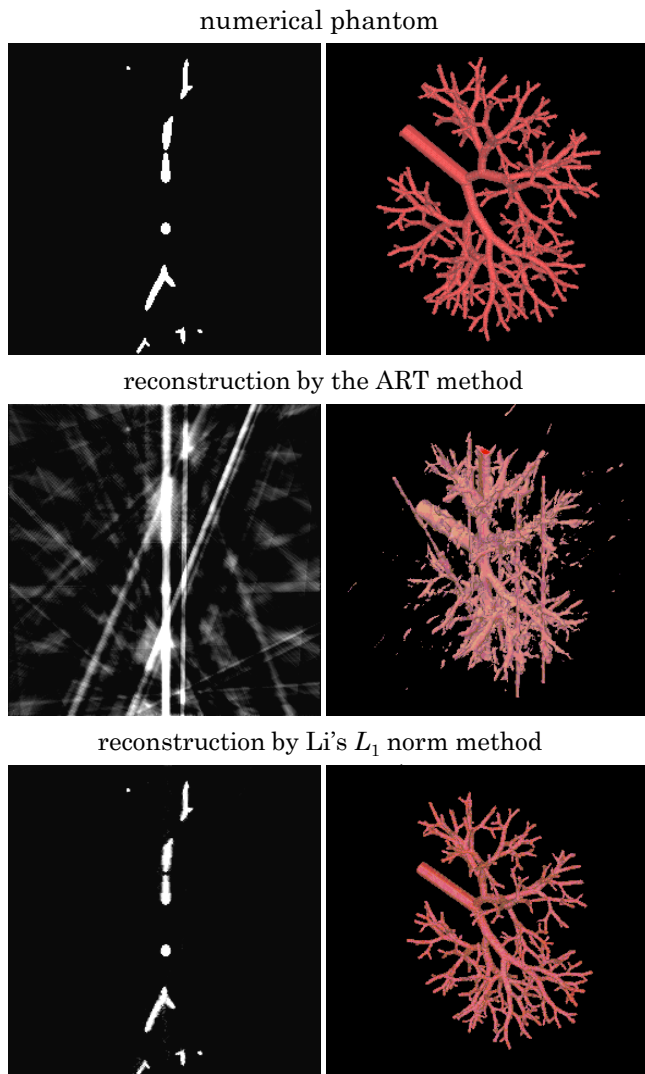 numerical phantom
reconstruction by the ART method
reconstruction by Li’s L₁ norm method